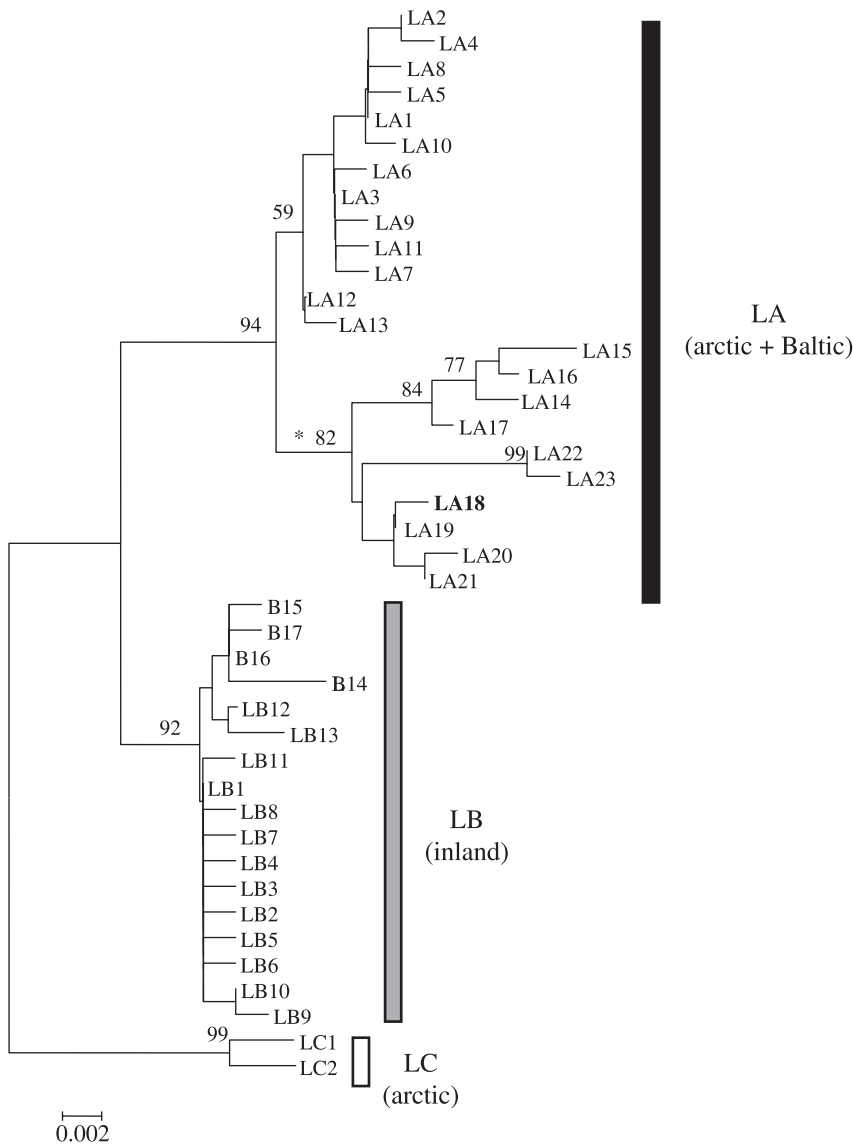 LA2
LA4
LA8
LA5
LA1
LA10
LA6
LA3
59
LA9
LA11
LA7
LA12
94
LA13
LA
(arctic + Baltic)
LA15
77
LA16
84
LA14
LA17
* 82
99
LA22
LA23
LA18
LA19
LA20
LA21
B15
B17
B16
B14
LB12
92
LB13
LB11
LB1
LB8
LB
(inland)
LB7
LB4
LB3
LB2
LB5
LB6
LB10
LB9
99
LC1
LC2
LC
(arctic)
0.002